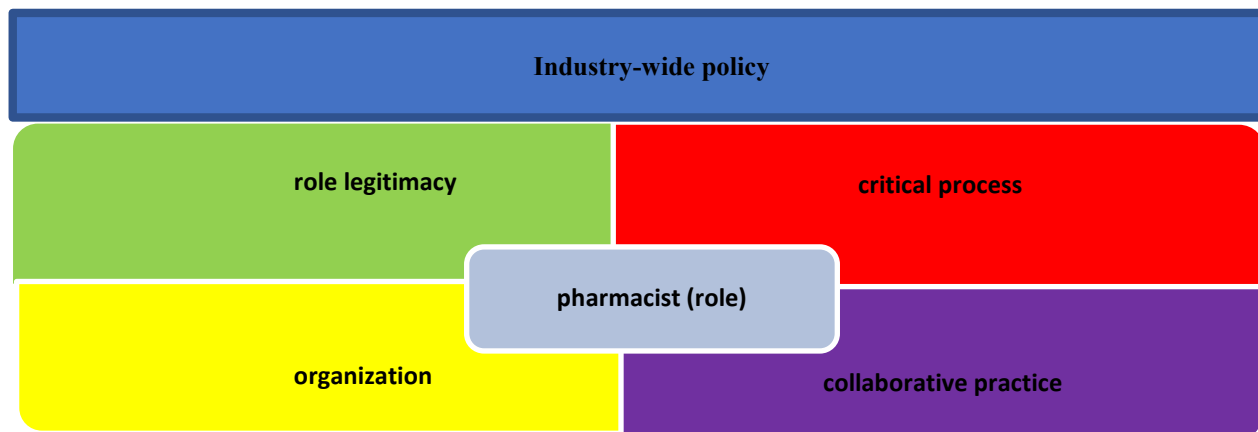 Industry-wide policy
role legitimacy
critical process
pharmacist (role)
organization
collaborative practice